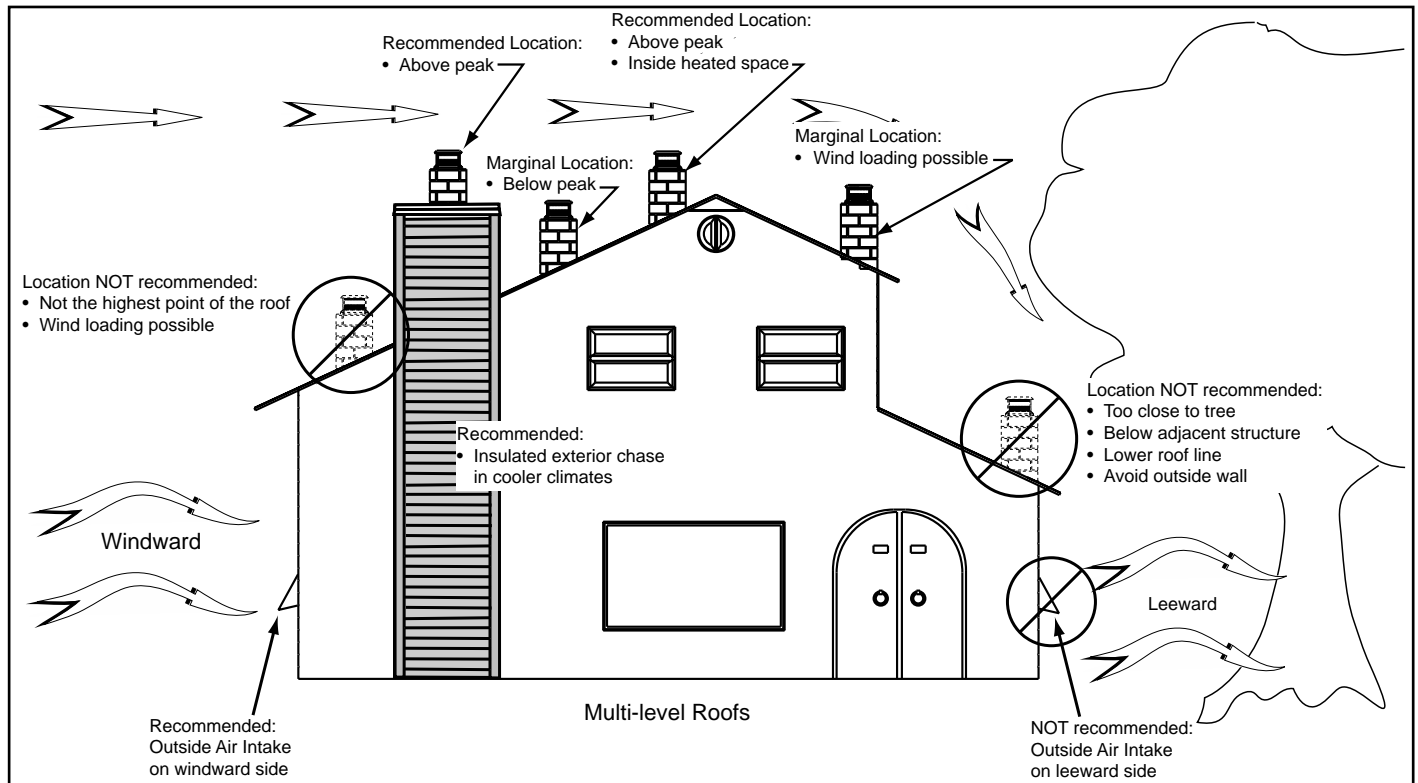 Recommended Location:
• Above peak
Recommended Location:
• Above peak
• Inside heated space
Marginal Location:
• Below peak
Marginal Location:
• Wind loading possible
Location NOT recommended:
• Not the highest point of the roof
• Wind loading possible
Location NOT recommended:
• Too close to tree
• Below adjacent structure
• Lower roof line
• Avoid outside wall
Recommended:
• Insulated exterior chase
in cooler climates
Windward
Leeward
Multi-level Roofs
Recommended:
Outside Air Intake
on windward side
NOT recommended:
Outside Air Intake
on leeward side